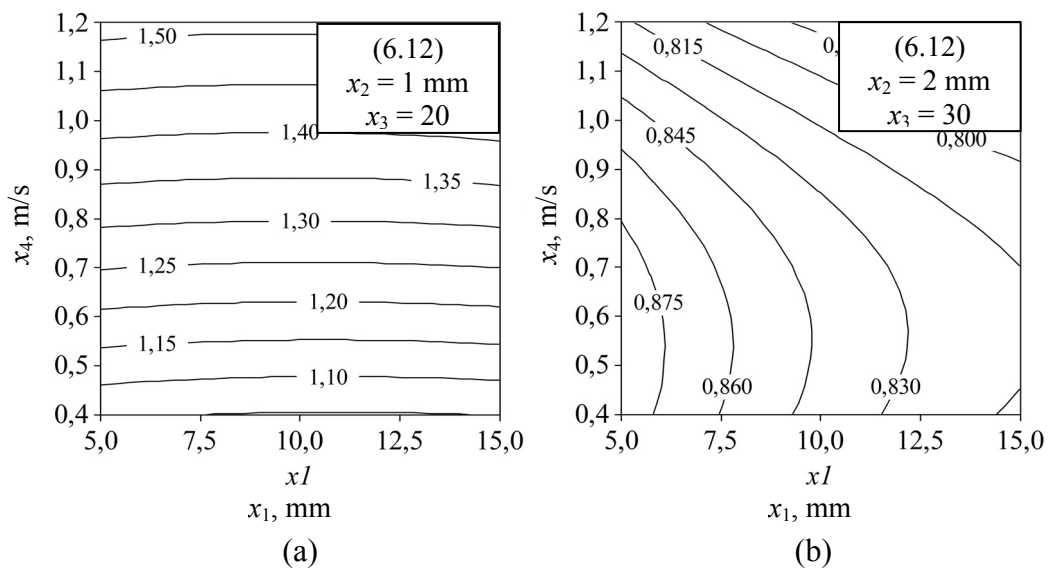 1,2
1,1
1,0
0,9
0,8
0,7
0,6
0,5
0,4
x4, m/s
1,50
1,40
1,35
1,30
1,25
1,20
1,15
1,10
(6.12)
x2 = 1 mm
x3 = 20
5,0 7,5 10,0 12,5 15,0
x1
x1, mm
(a)
1,2
1,1
1,0
0,9
0,8
0,7
0,6
0,5
0,4
x4, m/s
0,815
0,845
0,800
0,875
0,860
0,830
(6.12)
x2 = 2 mm
x3 = 30
5,0 7,5 10,0 12,5 15,0
x1
x1, mm
(b)